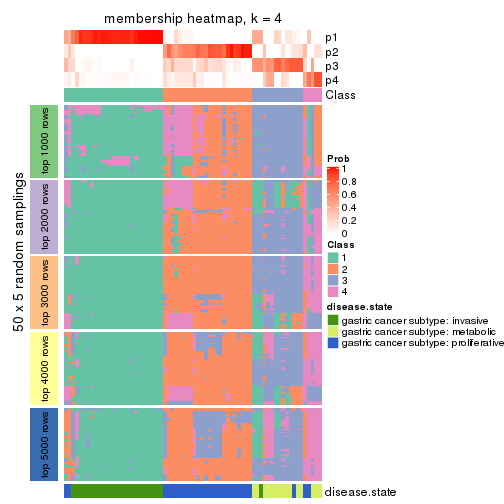 membership heatmap, k = 4
p1
p2
p3
p4
Class
50 x 5 random samplings
top 1000 rows
top 2000 rows
top 3000 rows
top 4000 rows
top 5000 rows
Prob
1
0.8
0.6
0.4
0.2
0
Class
1
2
3
4
disease.state
gastric cancer subtype: invasive
gastric cancer subtype: metabolic
gastric cancer subtype: proliferative
disease.state